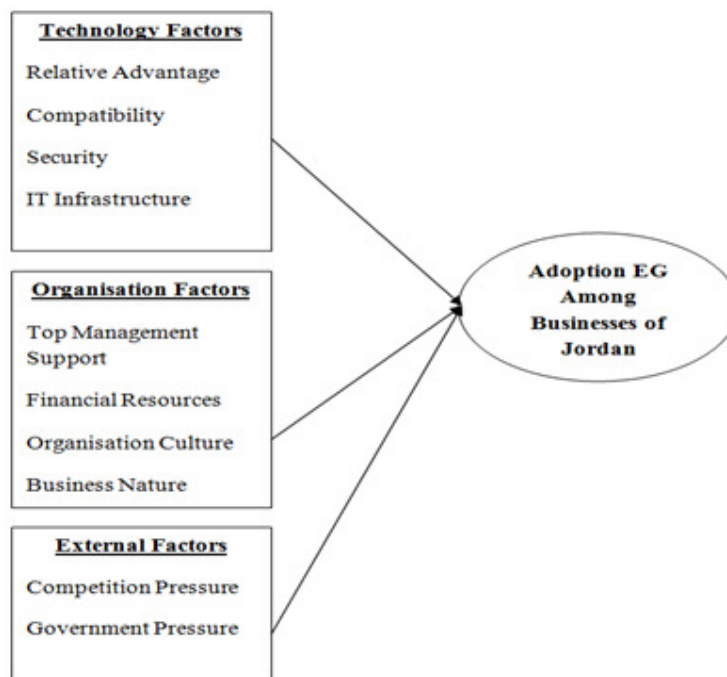 Technology Factors
Relative Advantage
Compatibility
Security
IT Infrastructure
Organisation Factors
Top Management
Support
Financial Resources
Organisation Culture
Business Nature
External Factors
Competition Pressure
Government Pressure
Adoption EG
Among
Businesses of
Jordan